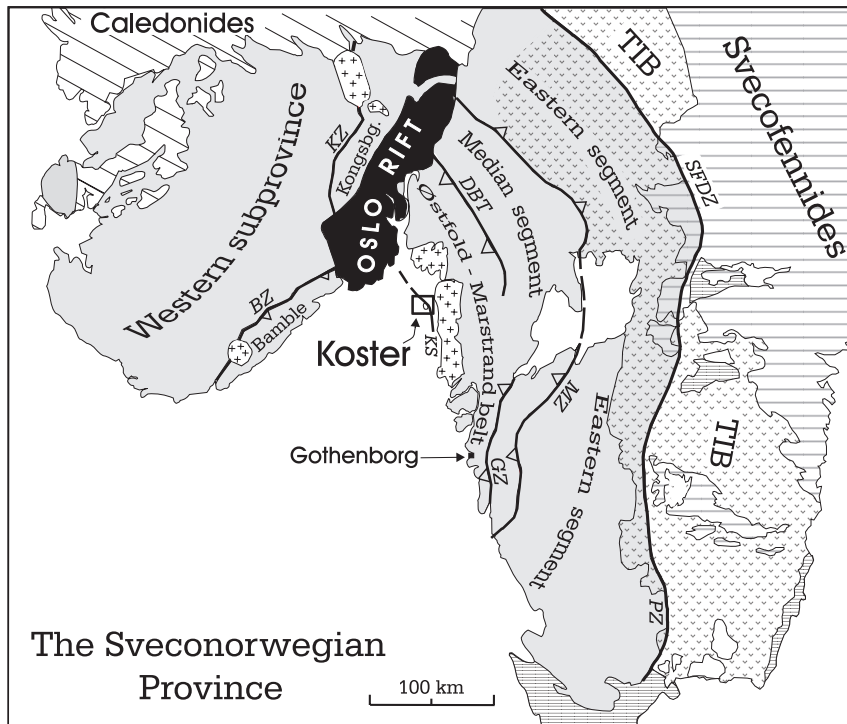 Caledonides
TIB
Svecofennides
Eastern segment
KZ
Kongsbg.
OSLO RIFT
Median segment
DBT
SFDZ
Western subprovince
Østfold - Marstrand belt
BZ
Bamble
Koster
KS
MZ
Eastern segment
TIB
Gothenborg
GZ
PZ
The Sveconorwegian
Province
100 km